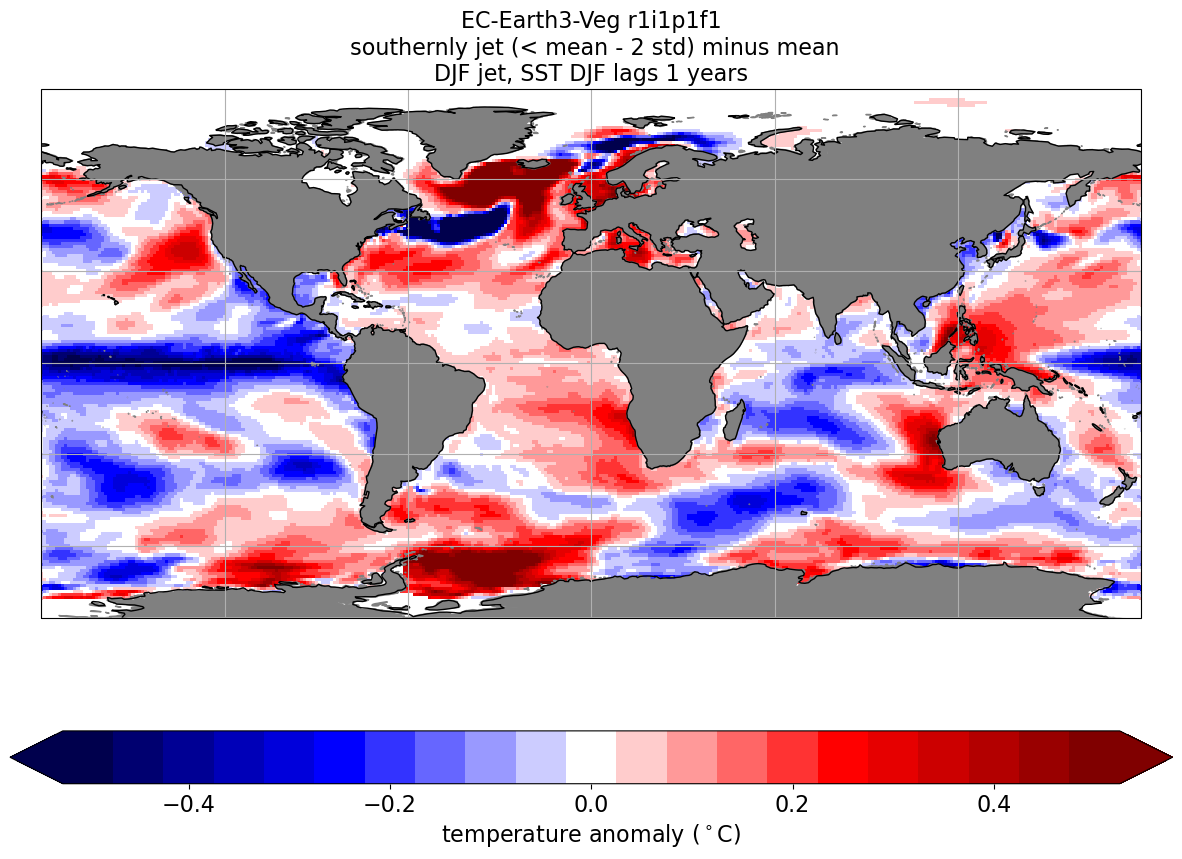 EC-Earth3-Veg r1i1p1f1
southernly jet (< mean - 2 std) minus mean
DJF jet, SST DJF lags 1 years
−0.4 −0.2 0.0 0.2 0.4
temperature anomaly (°C)